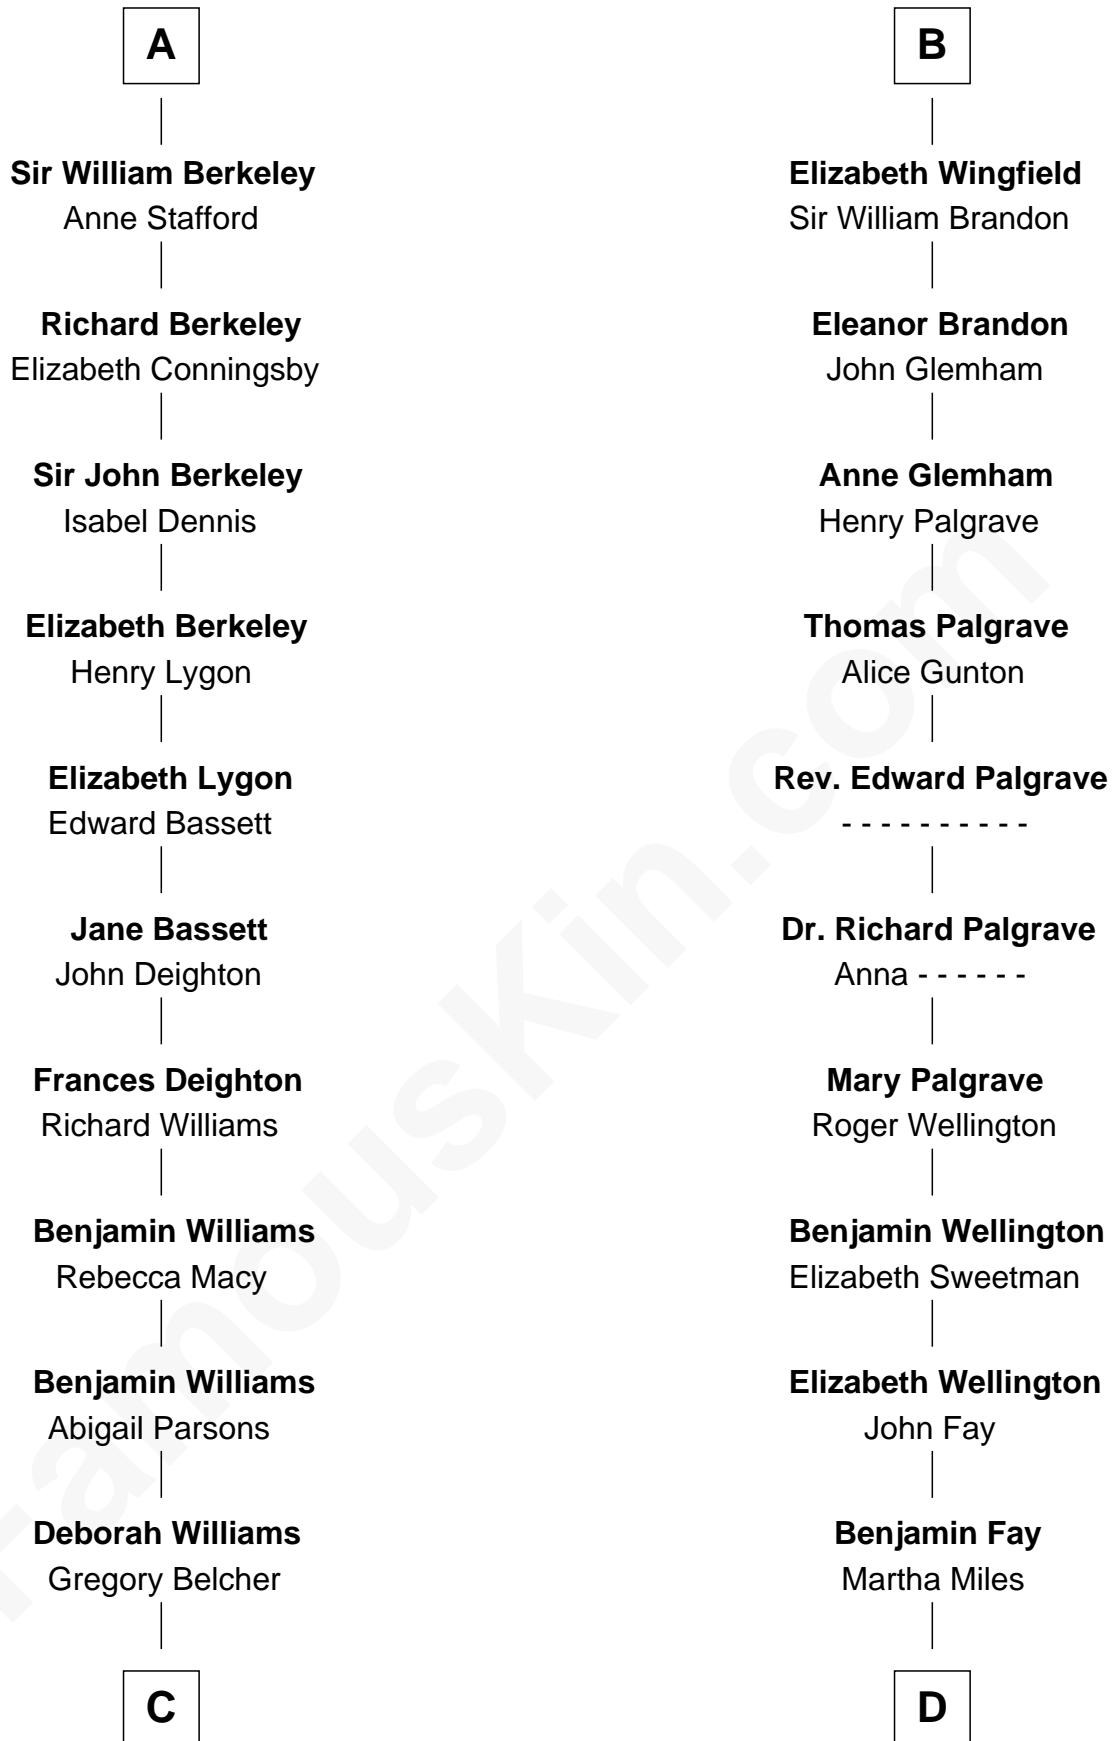 A
Sir William Berkeley
Anne Stafford
Richard Berkeley
Elizabeth Conningsby
Sir John Berkeley
Isabel Dennis
Elizabeth Berkeley
Henry Lygon
Elizabeth Lygon
Edward Bassett
Jane Bassett
John Deighton
Frances Deighton
Richard Williams
Benjamin Williams
Rebecca Macy
Benjamin Williams
Abigail Parsons
Deborah Williams
Gregory Belcher
C
B
Elizabeth Wingfield
Sir William Brandon
Eleanor Brandon
John Glemham
Anne Glemham
Henry Palgrave
Thomas Palgrave
Alice Gunton
Rev. Edward Palgrave
- - - - - - - - - -
Dr. Richard Palgrave
Anna - - - - - -
Mary Palgrave
Roger Wellington
Benjamin Wellington
Elizabeth Sweetman
Elizabeth Wellington
John Fay
Benjamin Fay
Martha Miles
D
FamousKin.com